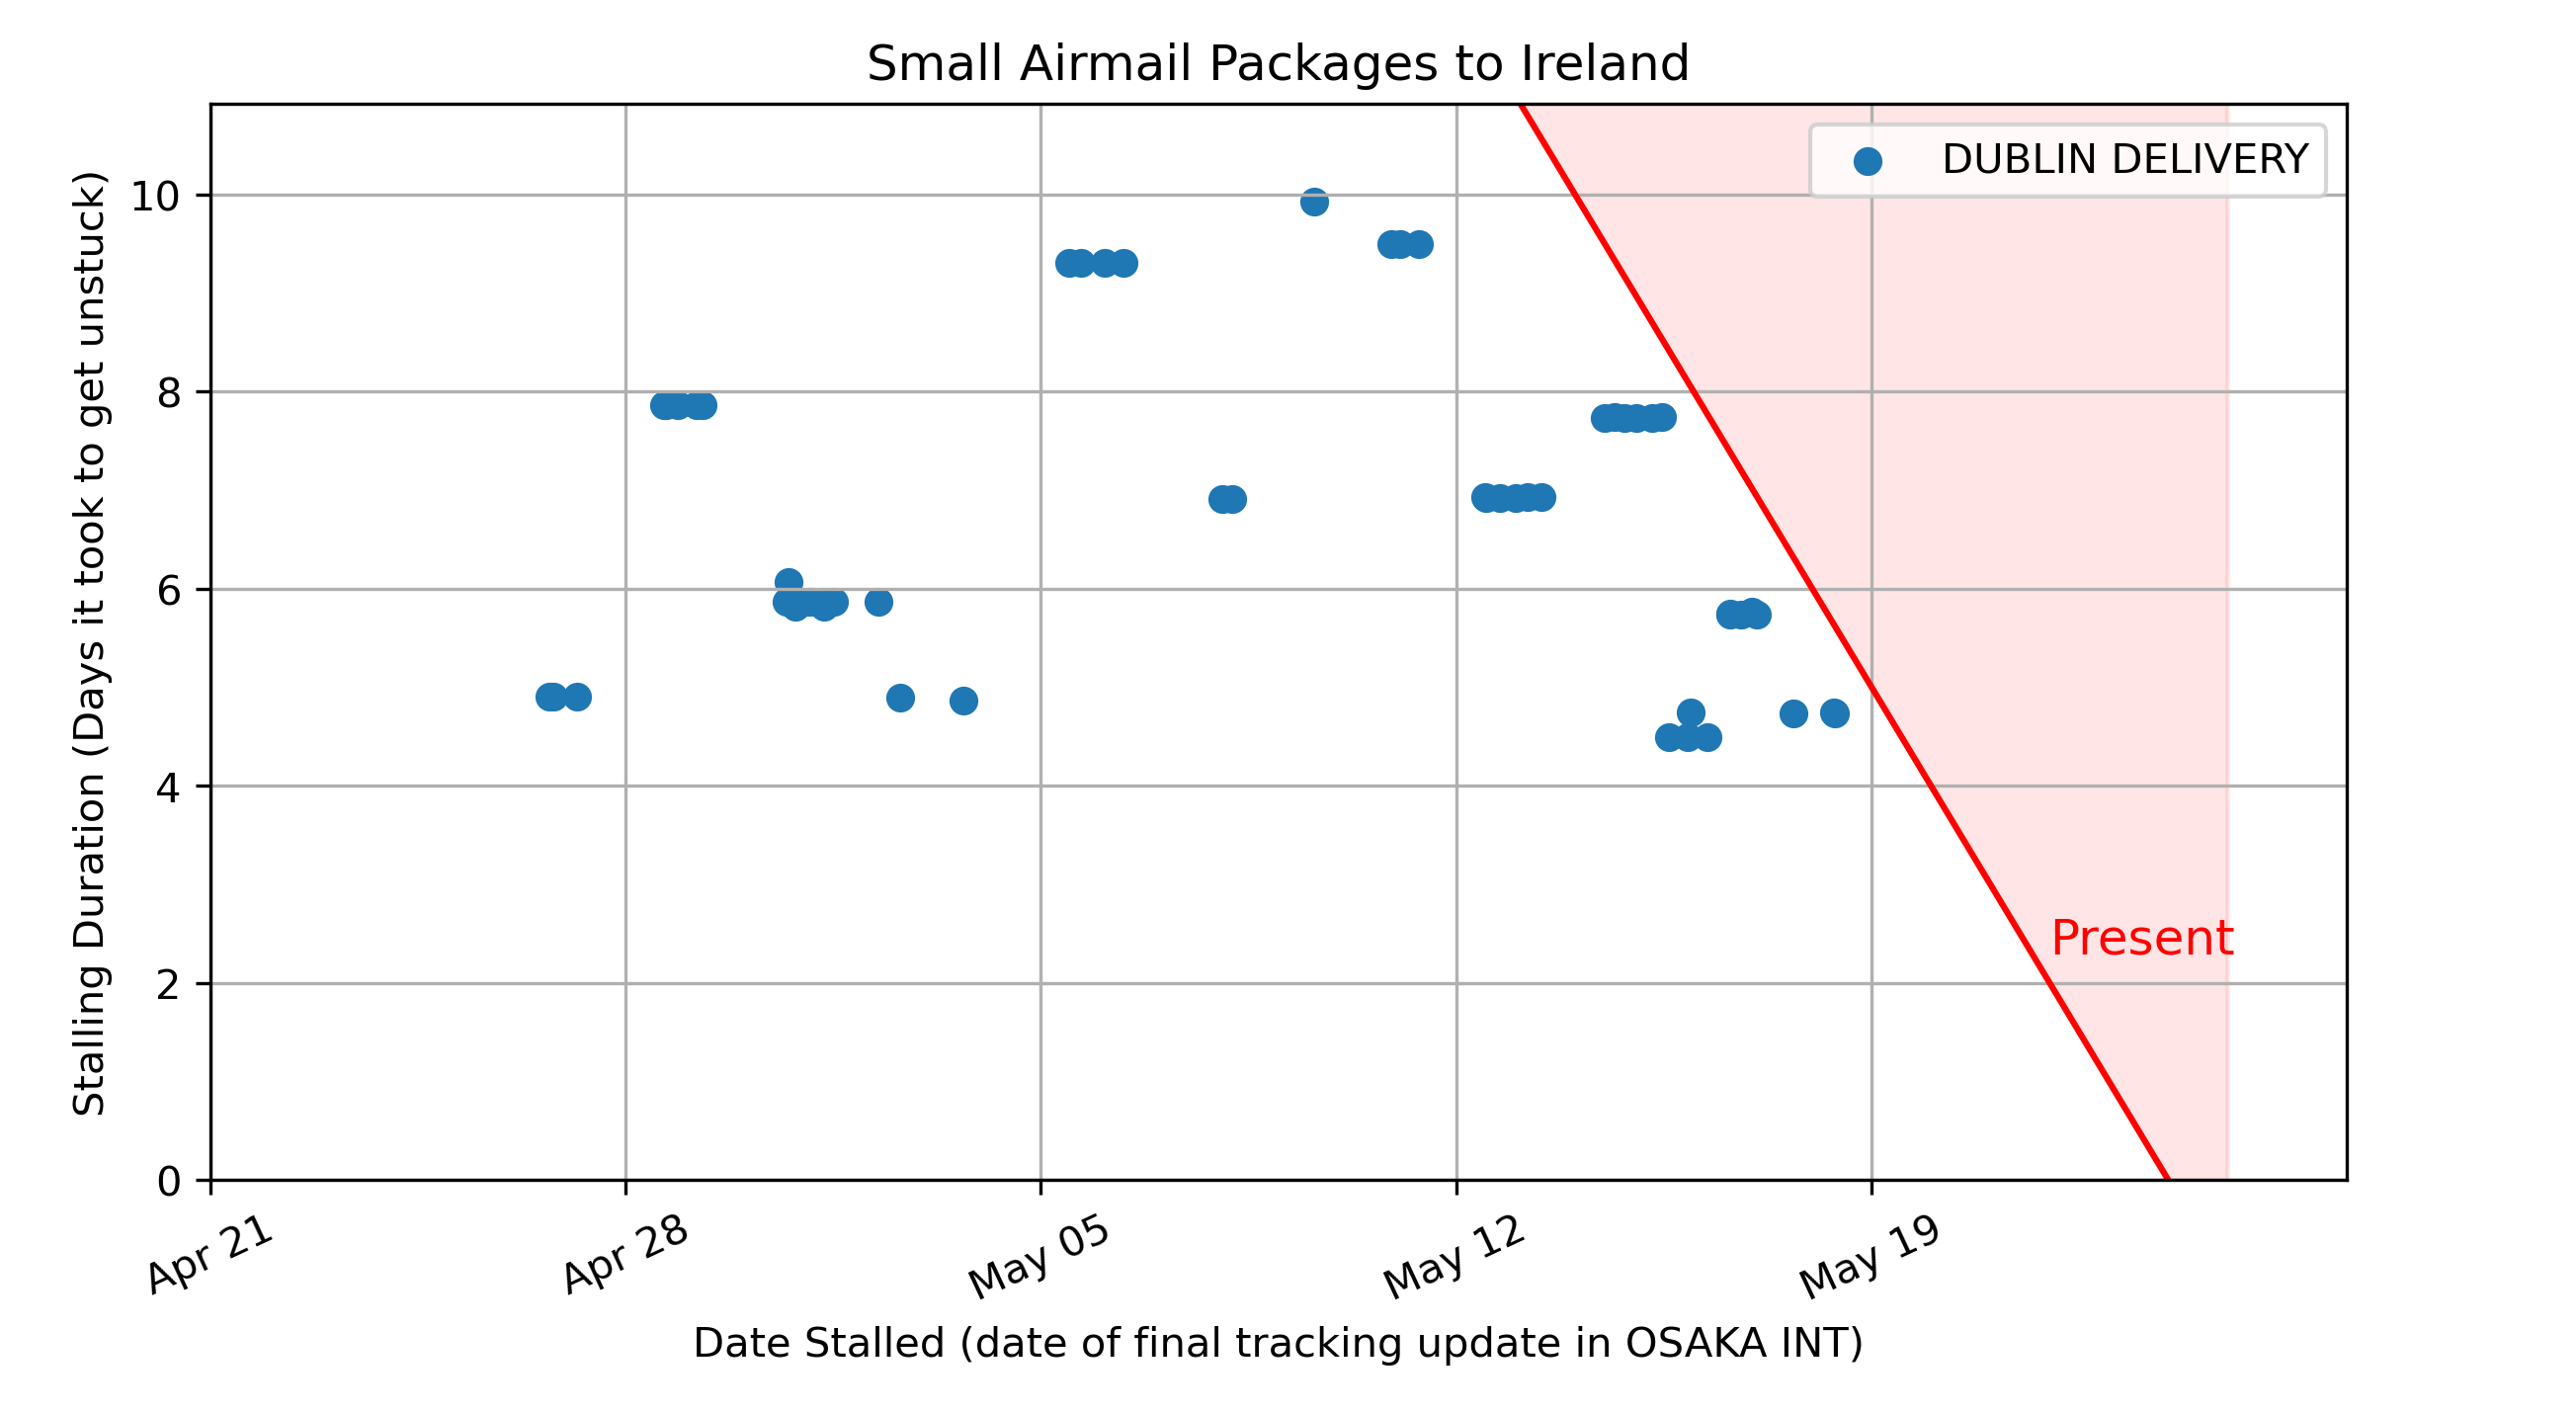 Small Airmail Packages to Ireland
DUBLIN DELIVERY
Stalling Duration (Days it took to get unstuck)
10
8
6
4
2
0
Present
Apr 21
Apr 28
May 05
May 12
May 19
Date Stalled (date of final tracking update in OSAKA INT)